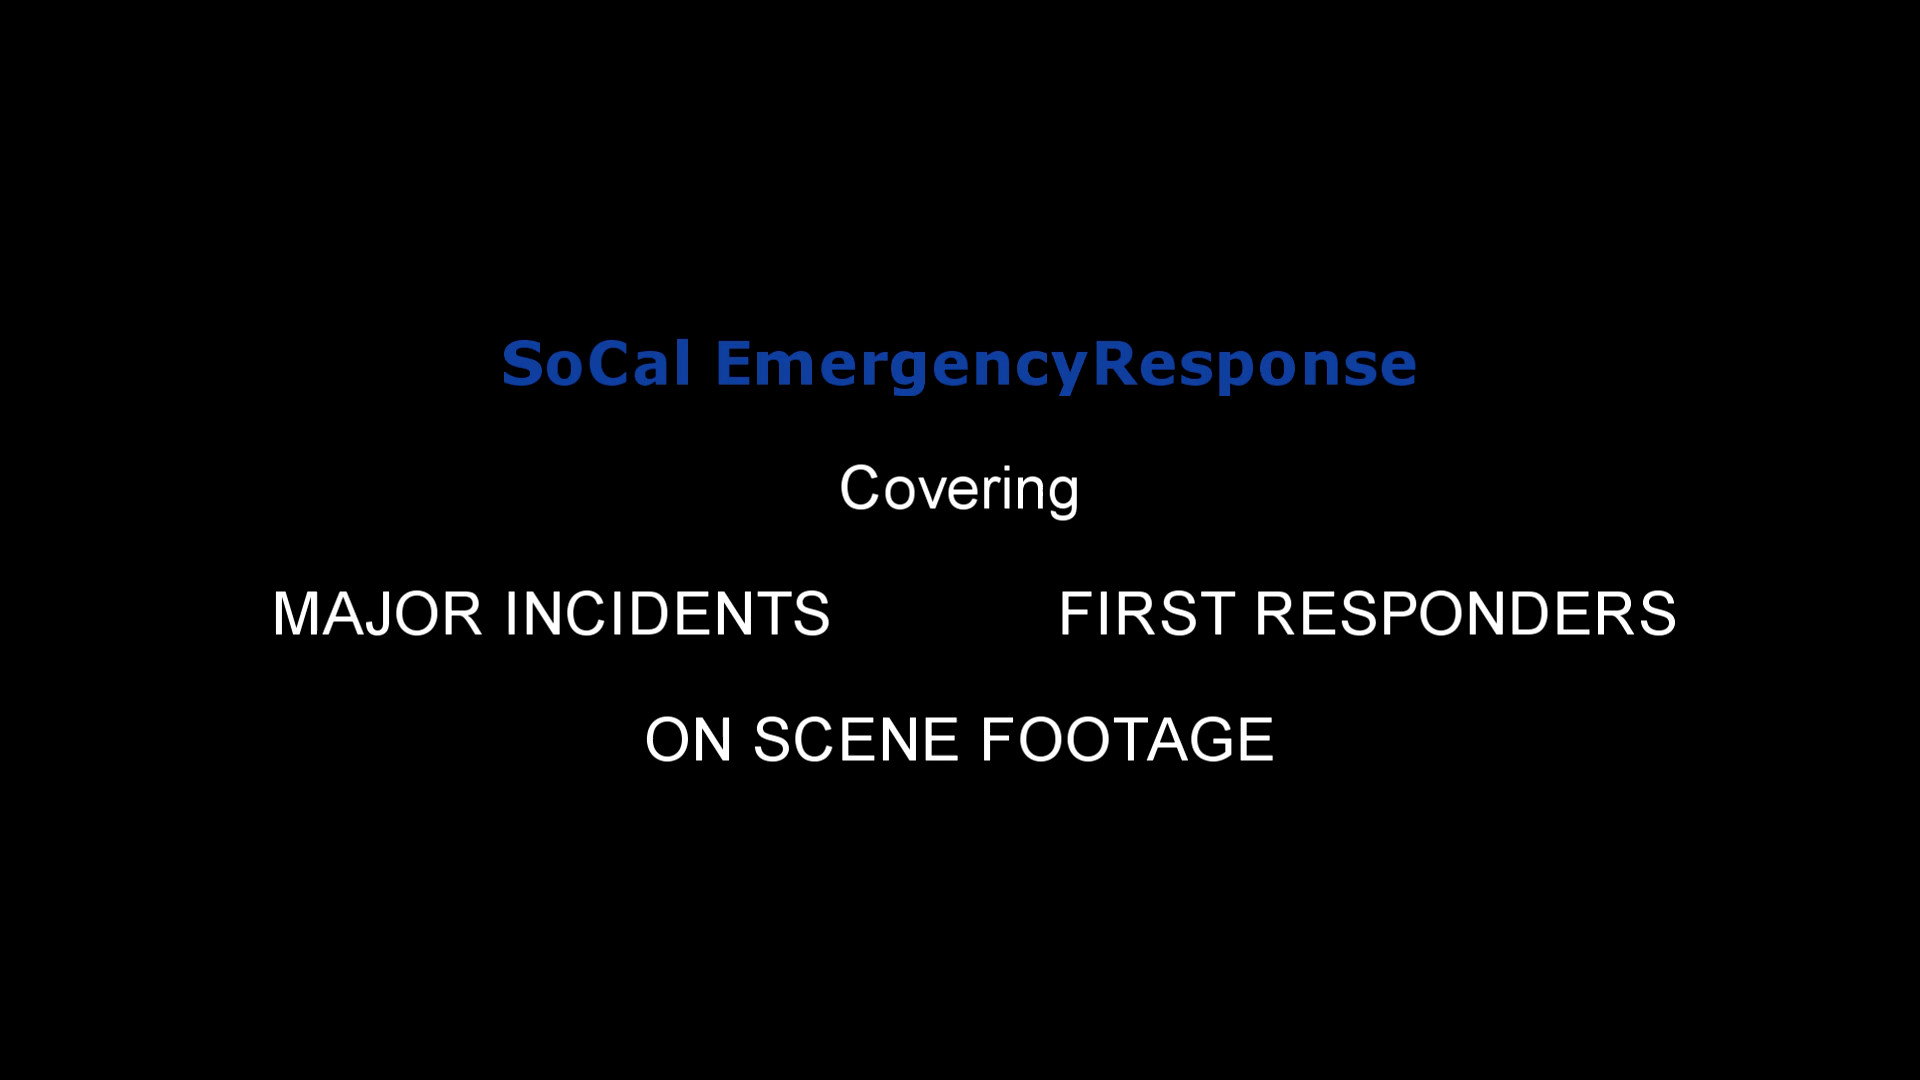 SoCal EmergencyResponse
Covering
MAJOR INCIDENTS FIRST RESPONDERS
ON SCENE FOOTAGE